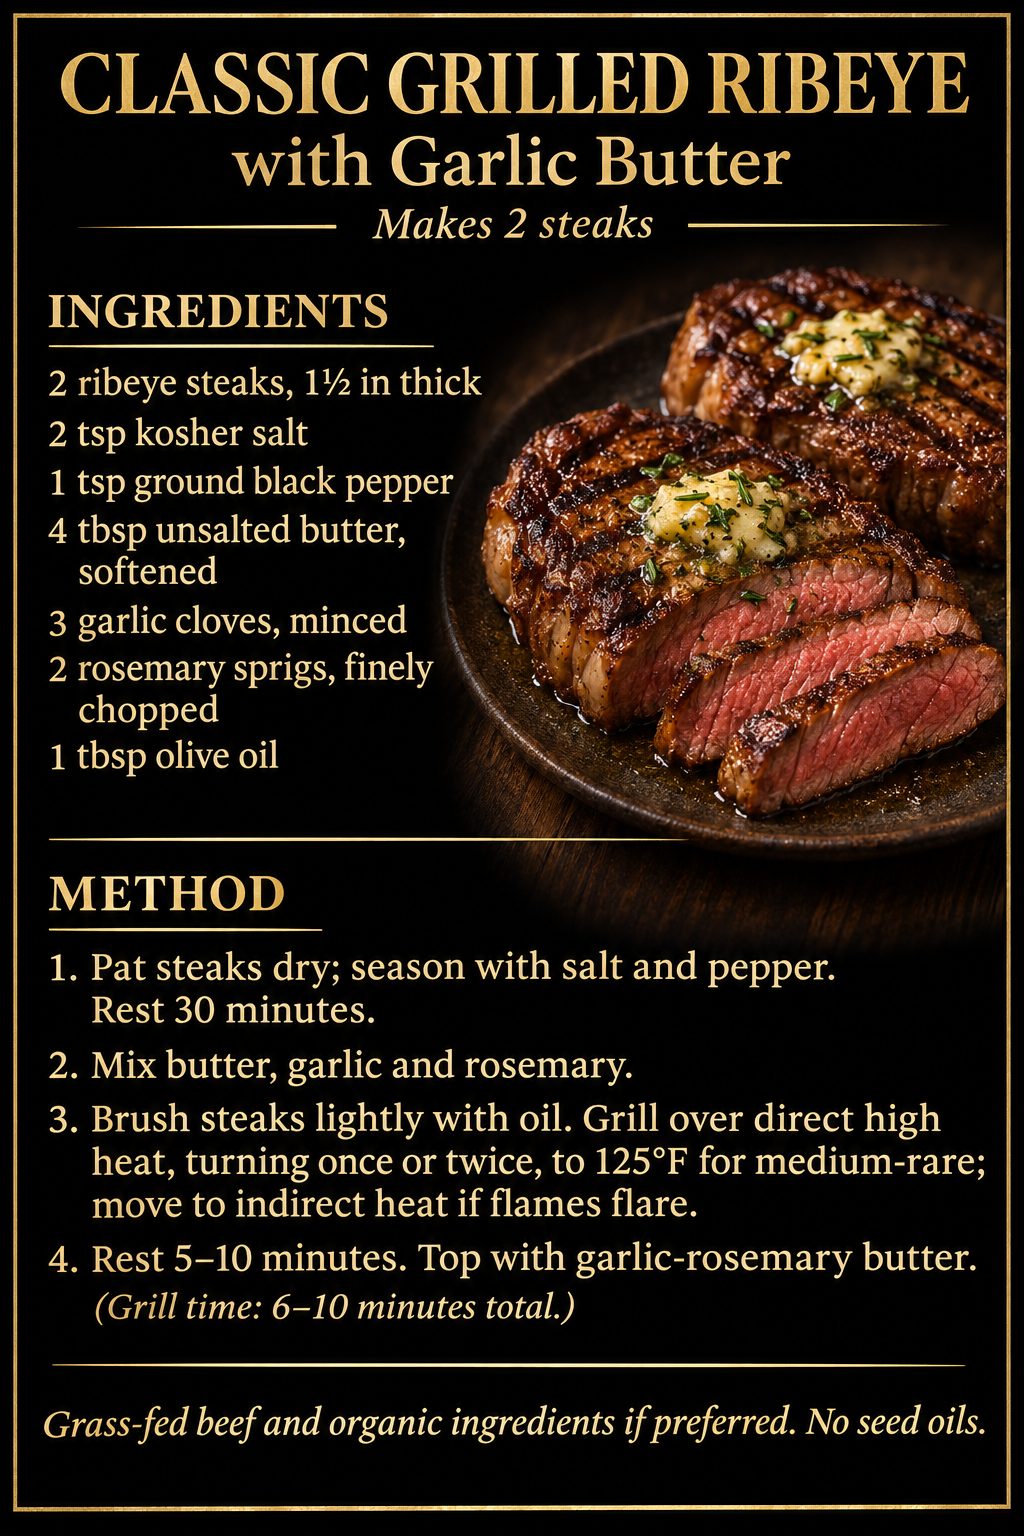 CLASSIC GRILLED RIBEYE
with Garlic Butter
Makes 2 steaks
INGREDIENTS
2 ribeye steaks, 1½ in thick
2 tsp kosher salt
1 tsp ground black pepper
4 tbsp unsalted butter,
softened
3 garlic cloves, minced
2 rosemary sprigs, finely
chopped
1 tbsp olive oil
METHOD
1. Pat steaks dry; season with salt and pepper.
Rest 30 minutes.
2. Mix butter, garlic and rosemary.
3. Brush steaks lightly with oil. Grill over direct high
heat, turning once or twice, to 125°F for medium-rare;
move to indirect heat if flames flare.
4. Rest 5–10 minutes. Top with garlic-rosemary butter.
(Grill time: 6–10 minutes total.)
Grass-fed beef and organic ingredients if preferred. No seed oils.